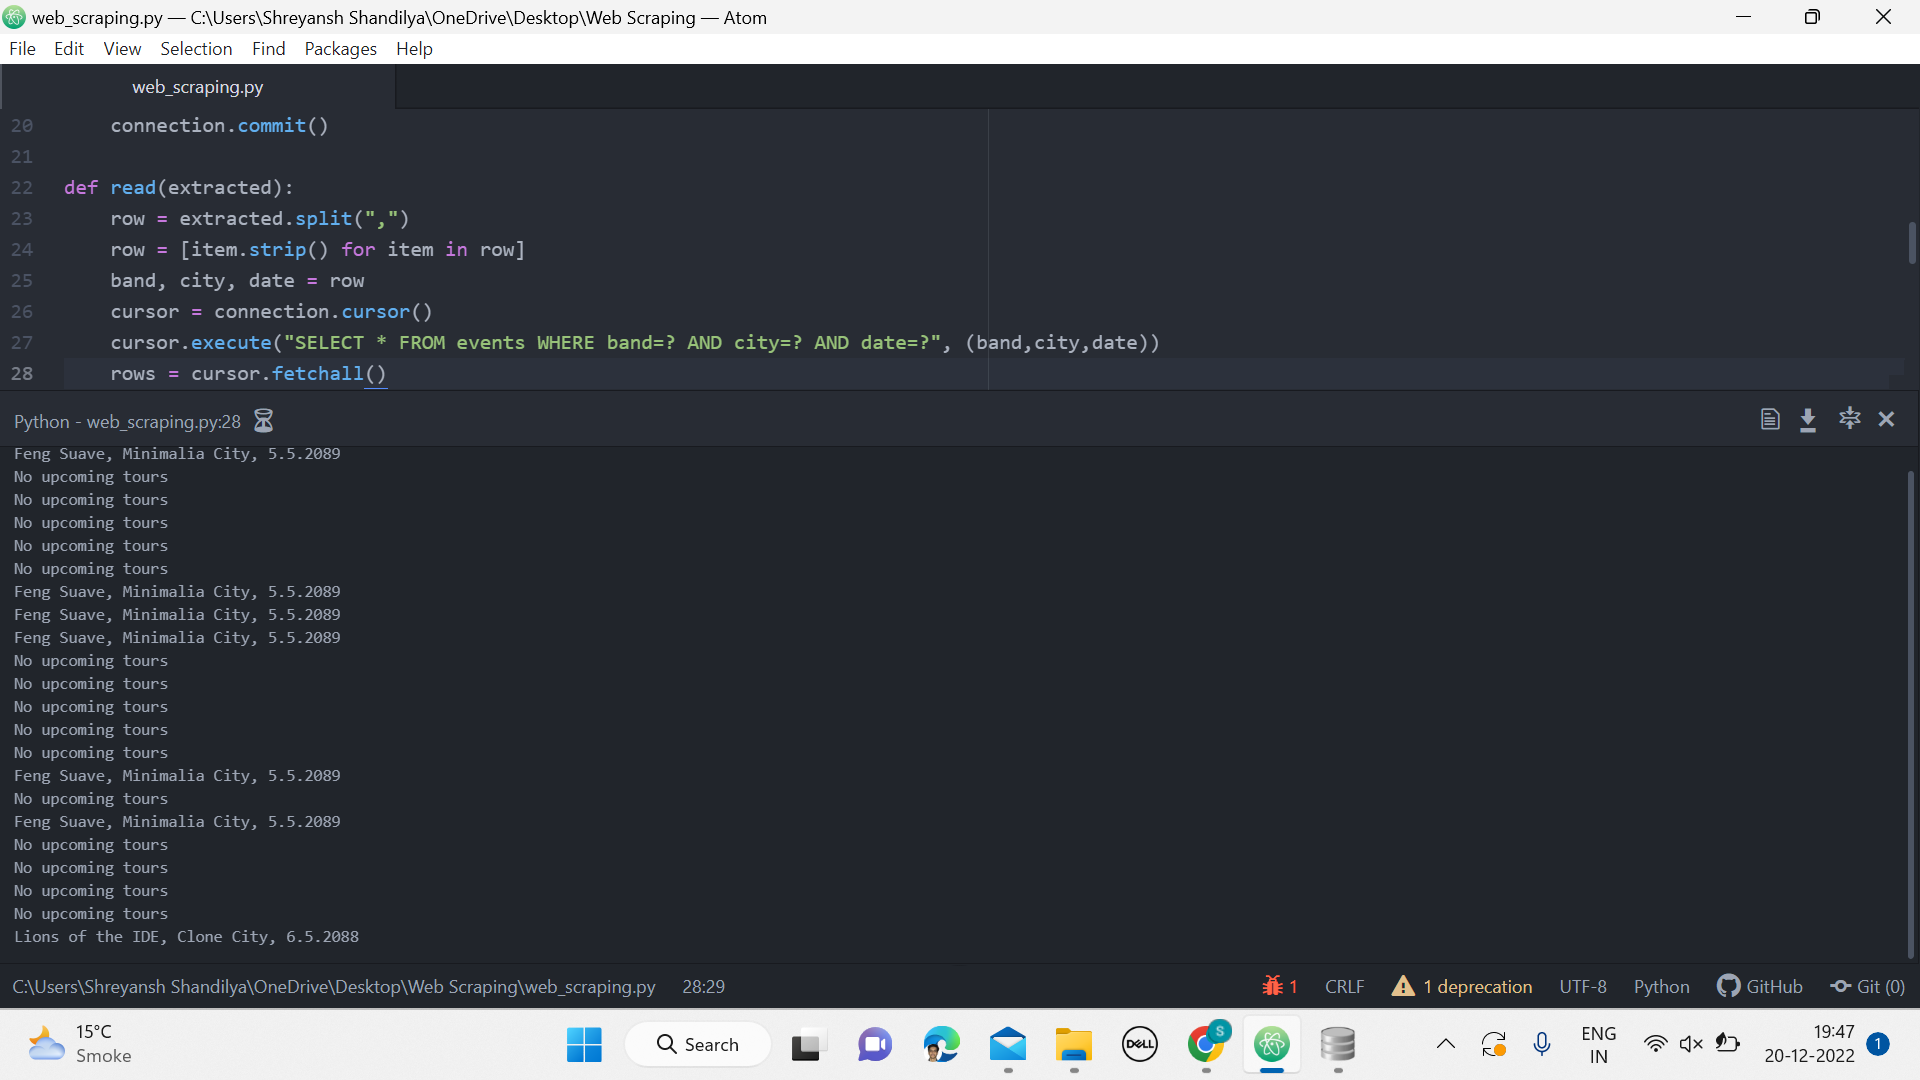 web_scraping.py — C:\Users\Shreyansh Shandilya\OneDrive\Desktop\Web Scraping — Atom
File Edit View Selection Find Packages Help
web_scraping.py
20 connection.commit()
21
22 def read(extracted):
23 row = extracted.split(",")
24 row = [item.strip() for item in row]
25 band, city, date = row
26 cursor = connection.cursor()
27 cursor.execute("SELECT * FROM events WHERE band=? AND city=? AND date=?", (band,city,date))
28 rows = cursor.fetchall()
Python - web_scraping.py:28
Feng Suave, Minimalia City, 5.5.2089
No upcoming tours
No upcoming tours
No upcoming tours
No upcoming tours
No upcoming tours
Feng Suave, Minimalia City, 5.5.2089
Feng Suave, Minimalia City, 5.5.2089
Feng Suave, Minimalia City, 5.5.2089
No upcoming tours
No upcoming tours
No upcoming tours
No upcoming tours
No upcoming tours
Feng Suave, Minimalia City, 5.5.2089
No upcoming tours
Feng Suave, Minimalia City, 5.5.2089
No upcoming tours
No upcoming tours
No upcoming tours
No upcoming tours
Lions of the IDE, Clone City, 6.5.2088
C:\Users\Shreyansh Shandilya\OneDrive\Desktop\Web Scraping\web_scraping.py 28:29 1 CRLF 1 deprecation UTF-8 Python GitHub Git (0)
15°C
Smoke
Search
DELL
S
ENG
IN
19:47
20-12-2022
1